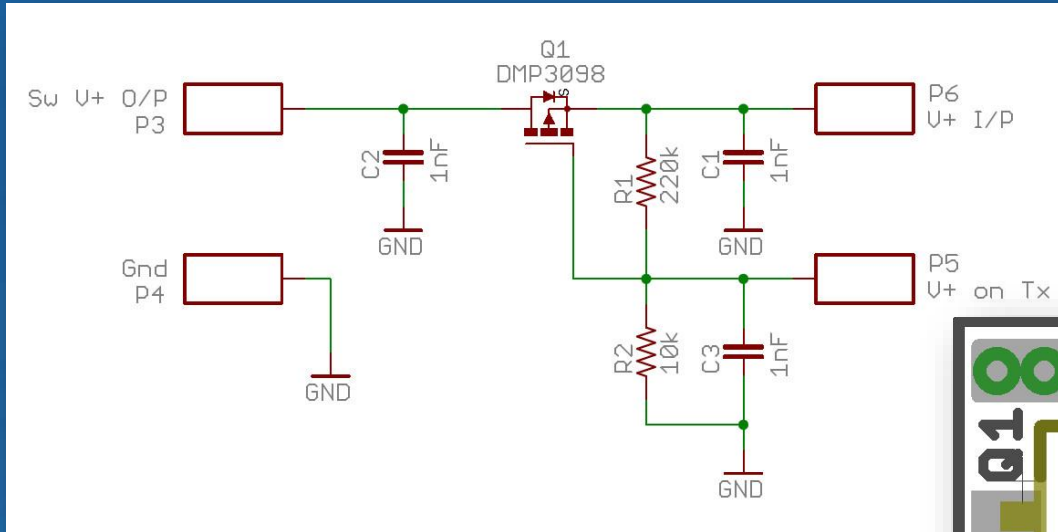 Q1
DMP3098
S
Sw V+ O/P
P3
P6
V+ I/P
C2
1nF
R1
220k
C1
1nF
GND
GND
Gnd
P4
P5
V+ on Tx
R2
10k
C3
1nF
GND
GND
Q1